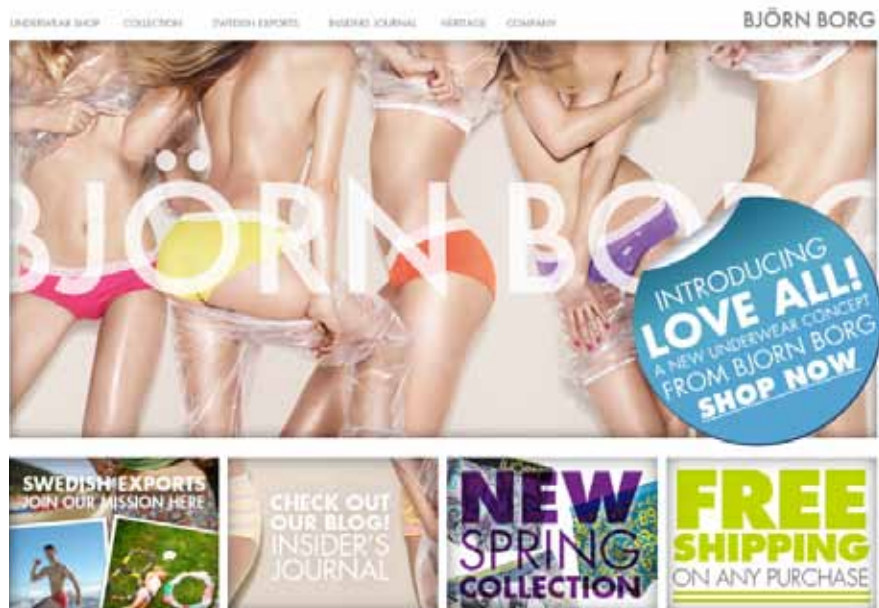 UNDERWEAR SHOP COLLECTION SWEDISH EXPORTS INSIDERS JOURNAL HERITAGE COMPANY
BJÖRN BORG
BJÖRN BORG
INTRODUCING
LOVE ALL!
A NEW UNDERWEAR CONCEPT
FROM BJORN BORG
SHOP NOW
SWEDISH EXPORTS
JOIN OUR MISSION HERE
CHECK OUT
OUR BLOG!
INSIDER'S
JOURNAL
NEW
SPRING
COLLECTION
FREE
SHIPPING
ON ANY PURCHASE